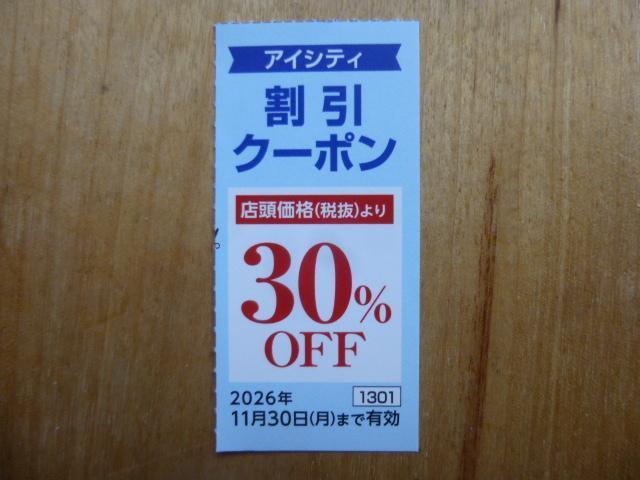 アイシティ
割引
クーポン
店頭価格(税抜)より
30%
OFF
2026年 1301
11月30日(月)まで有効